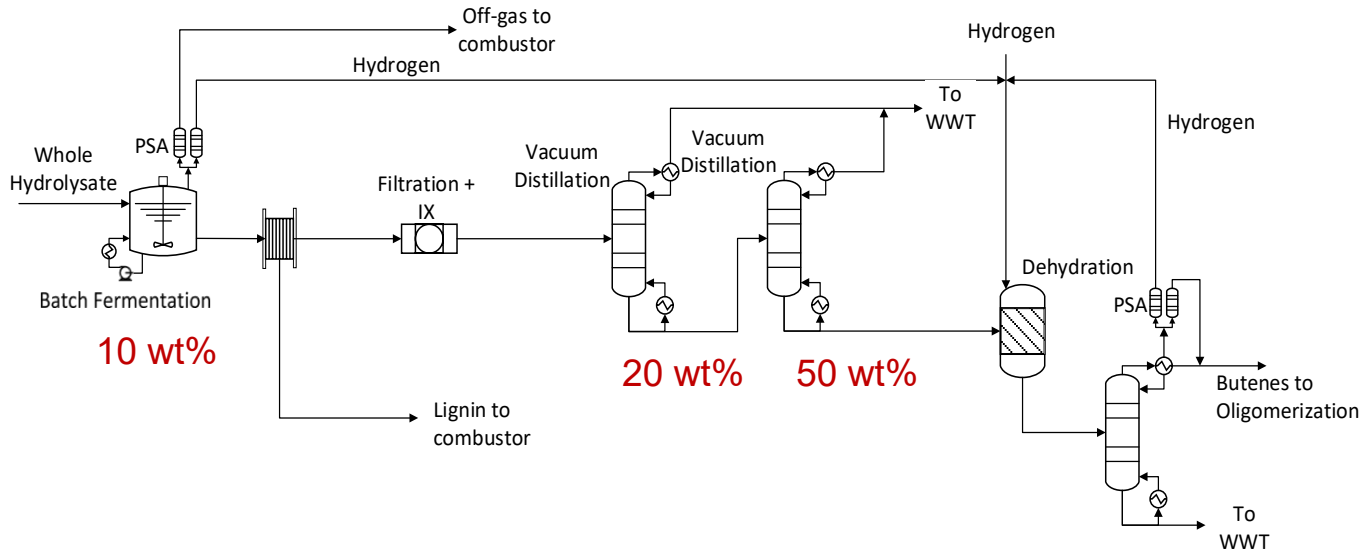 Off-gas to
combustor
Hydrogen
Hydrogen
To
WWT
PSA
Whole
Hydrolysate
Vacuum
Distillation
Vacuum
Distillation
Hydrogen
Filtration +
IX
Batch Fermentation
10 wt%
20 wt%
50 wt%
Dehydration
PSA
Lignin to
combustor
Butenes to
Oligomerization
To
WWT